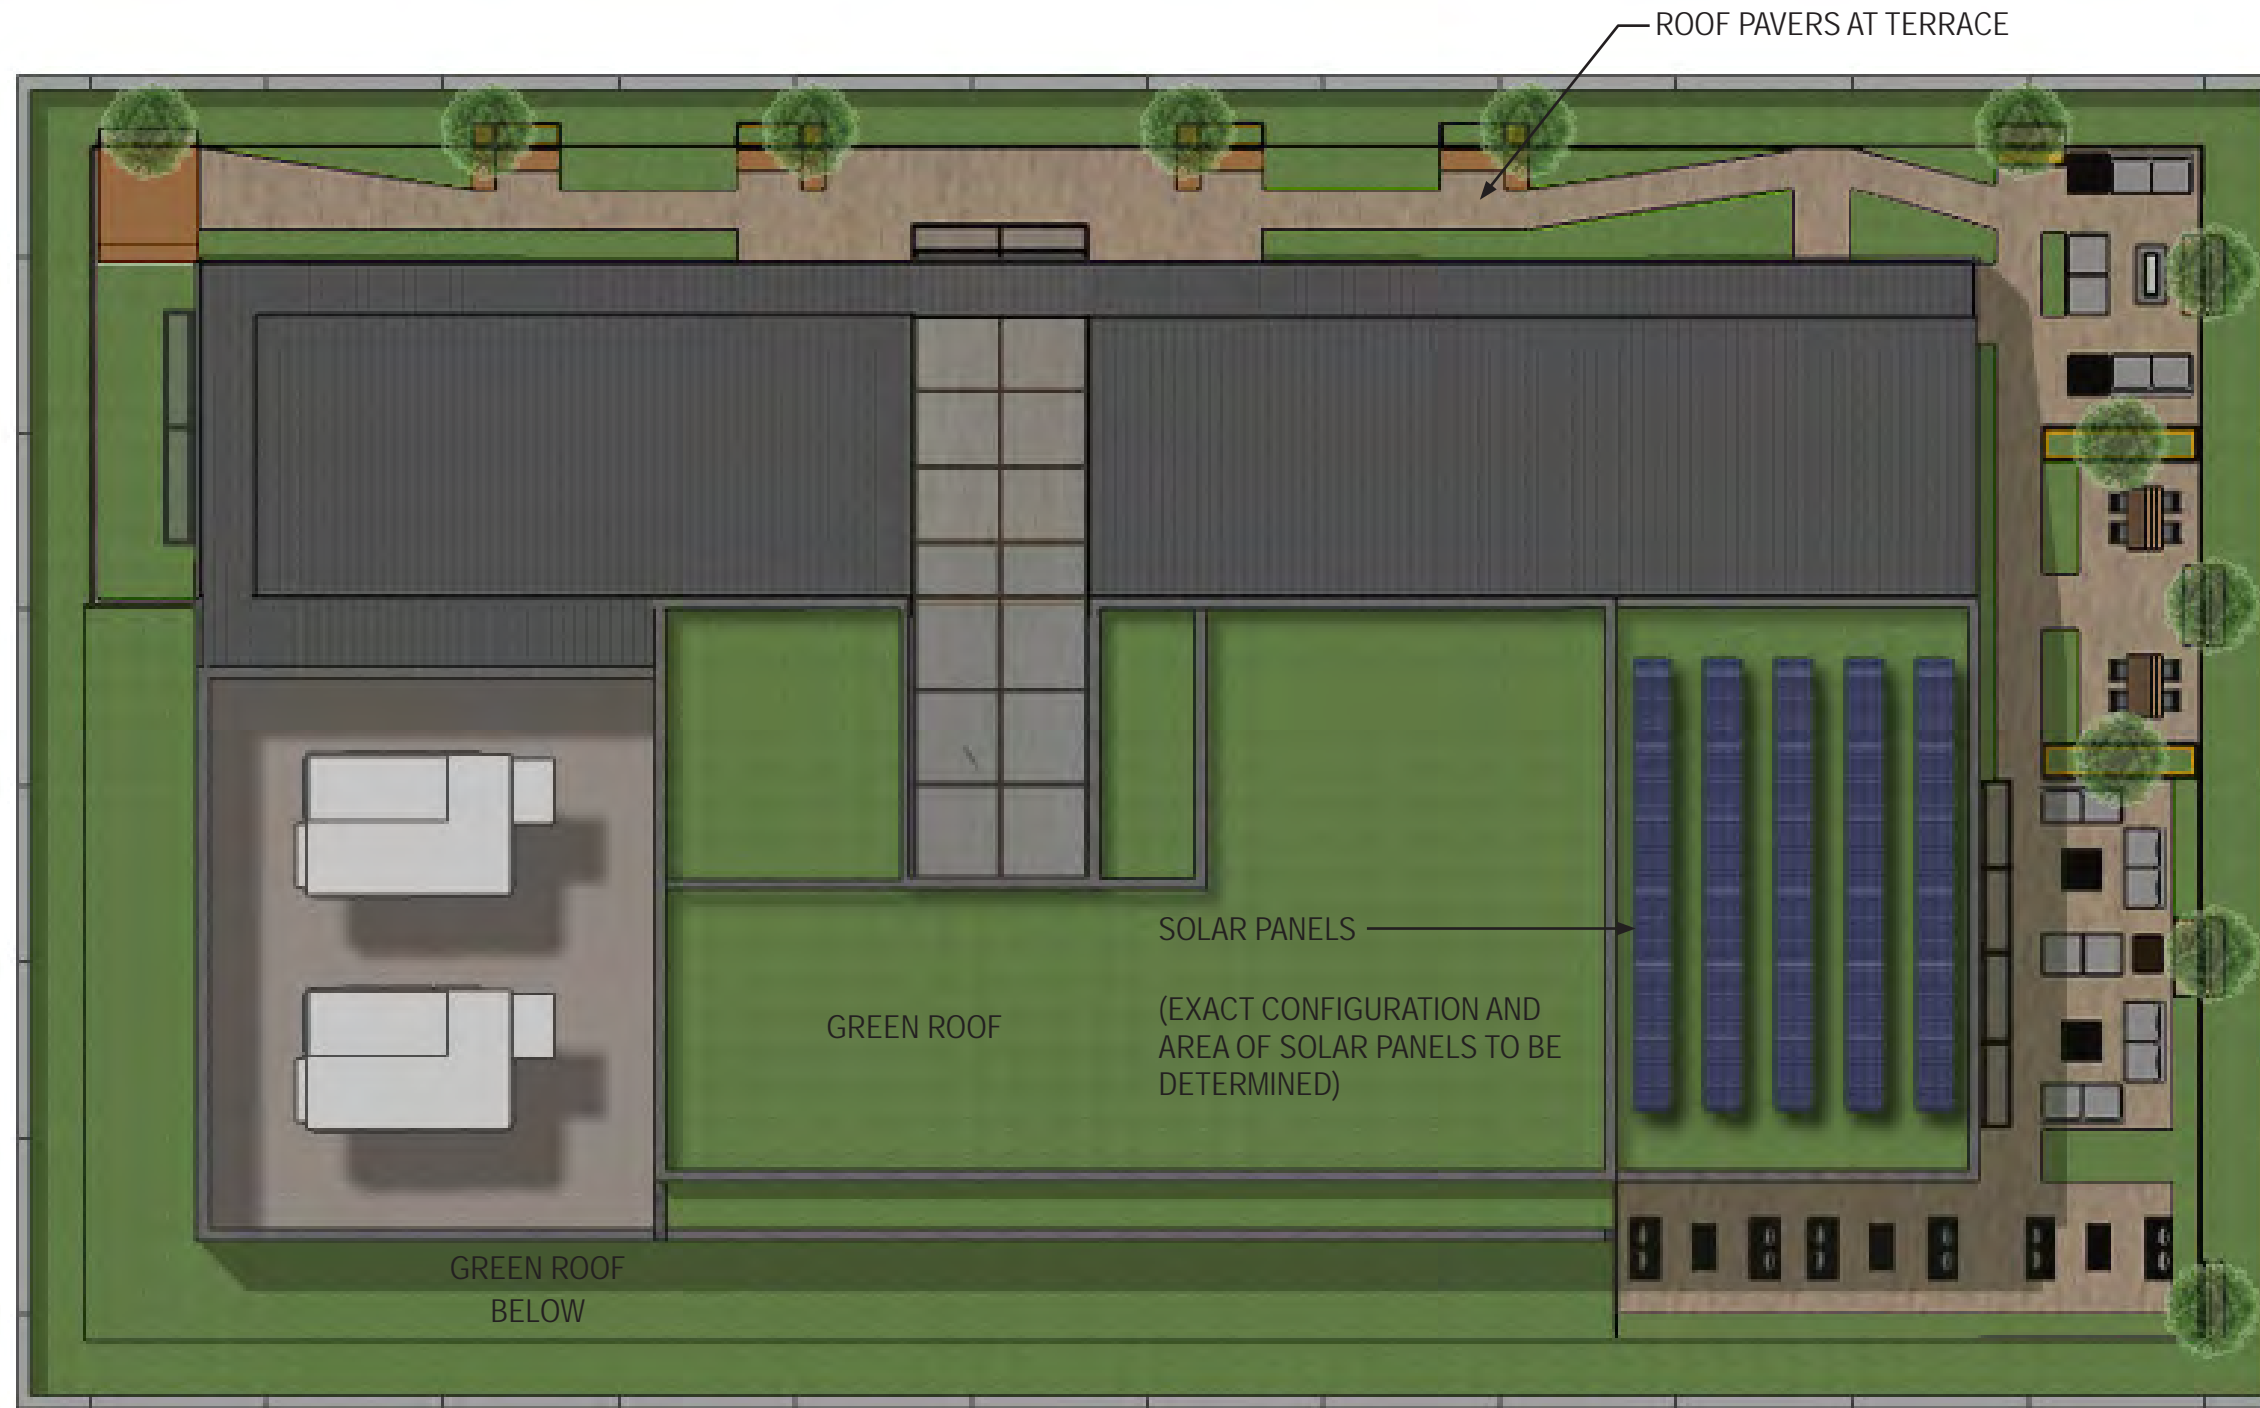 ROOF PAVERS AT TERRACE
SOLAR PANELS
(EXACT CONFIGURATION AND
AREA OF SOLAR PANELS TO BE
DETERMINED)
GREEN ROOF
GREEN ROOF
BELOW